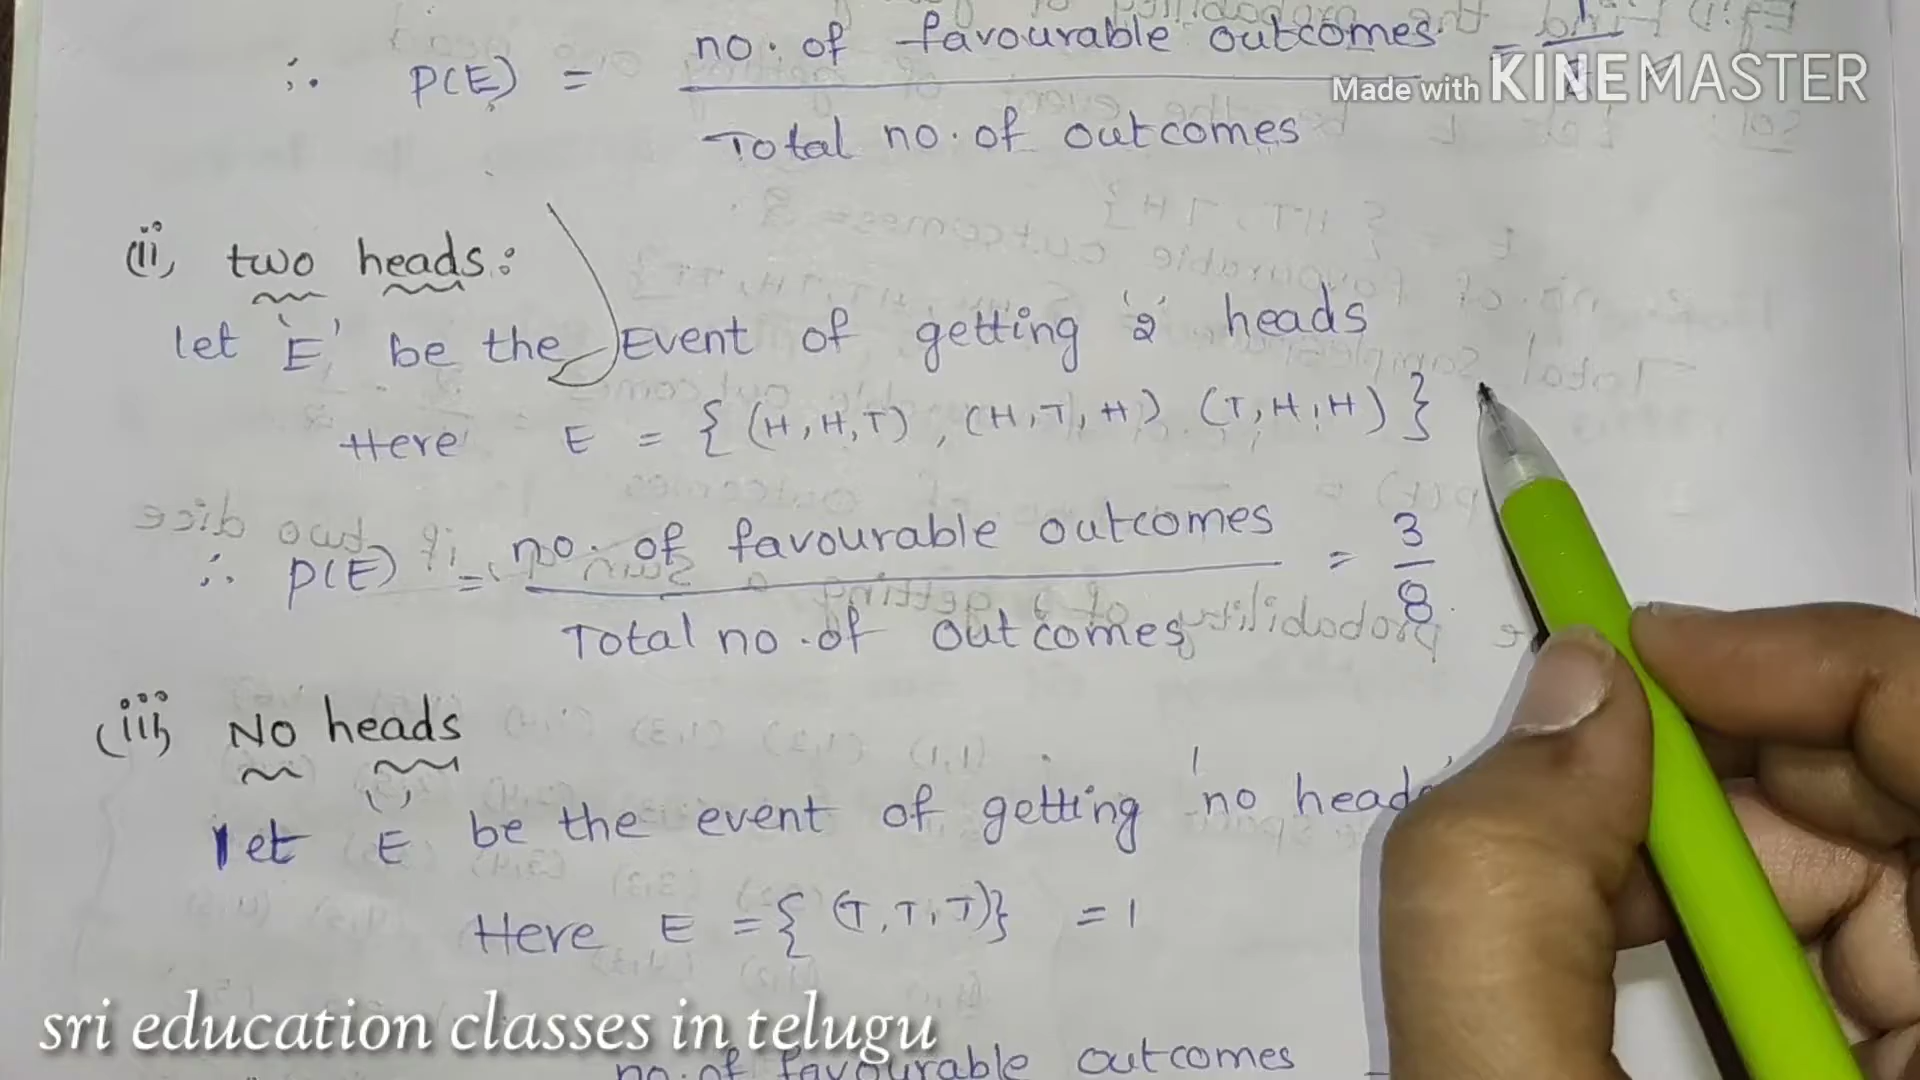 no. of favourable outcomes
∴ P(E) = =
Made with KINEMASTER
Total no. of outcomes
(ii) two heads:
let 'E' be the Event of getting '2' heads
Here E = {(H,H,T), (H,T,H) (T,H,H)}
∴ P(E) = no. of favourable outcomes = 3
8
Total no. of outcomes
(iii) No heads
let 'E' be the event of getting 'no heads'
Here E = {(T,T,T)} = 1
sri education classes in telugu
no. of favourable outcomes